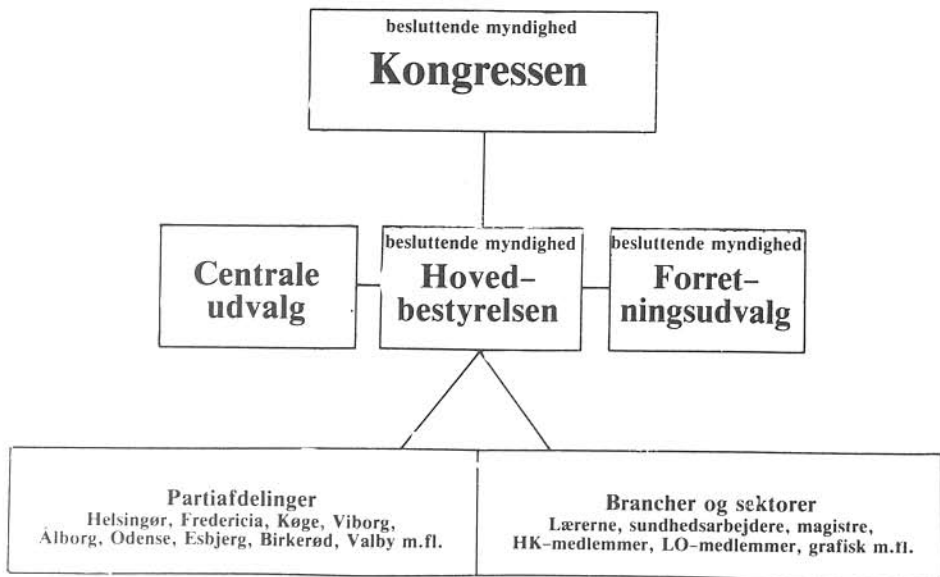 besluttende myndighed
Kongressen
Centrale
udvalg
besluttende myndighed
Hoved-
bestyrelsen
besluttende myndighed
Forret-
ningsudvalg
Partiafdelinger
Helsingør, Fredericia, Køge, Viborg,
Ålborg, Odense, Esbjerg, Birkerød, Valby m.fl.
Brancher og sektorer
Lærerne, sundhedsarbejdere, magistre,
HK-medlemmer, LO-medlemmer, grafisk m.fl.